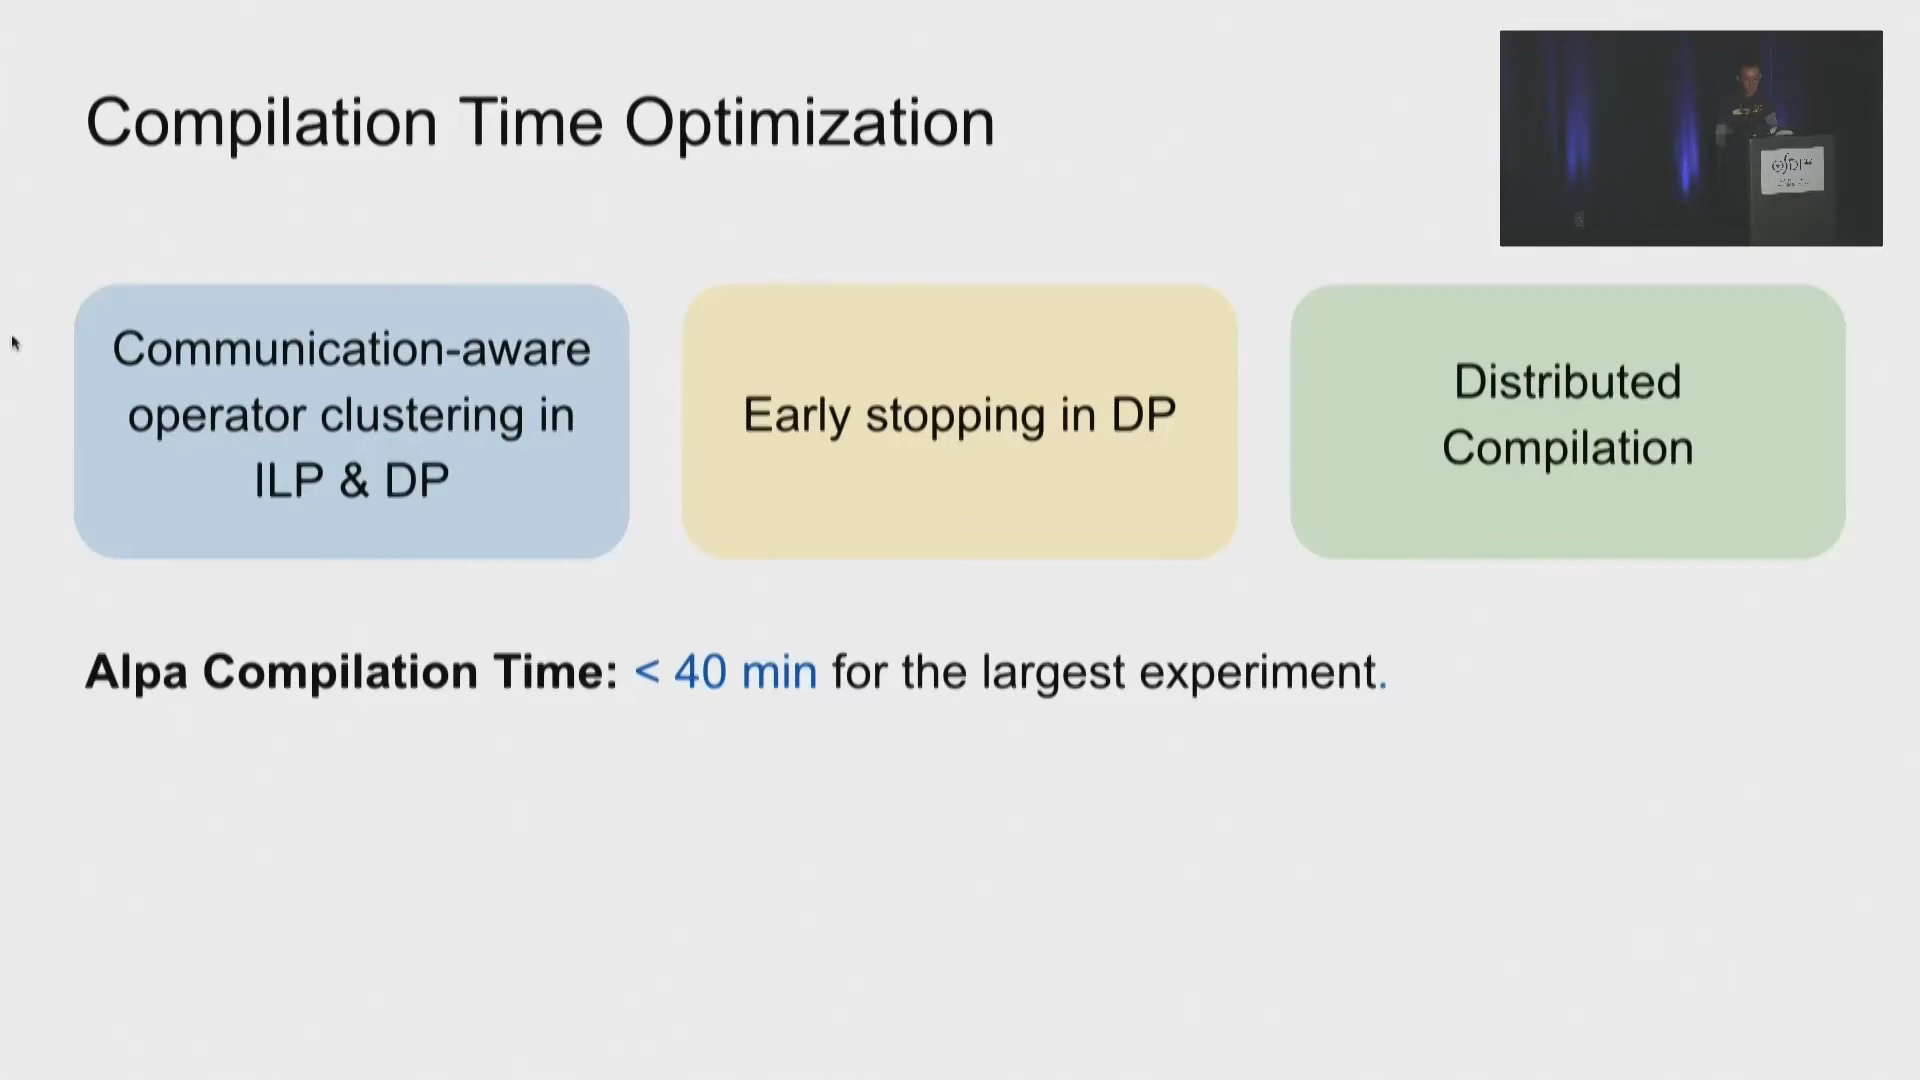 Compilation Time Optimization
Communication-aware
operator clustering in
ILP & DP
Early stopping in DP
Distributed
Compilation
Alpa Compilation Time: < 40 min for the largest experiment.